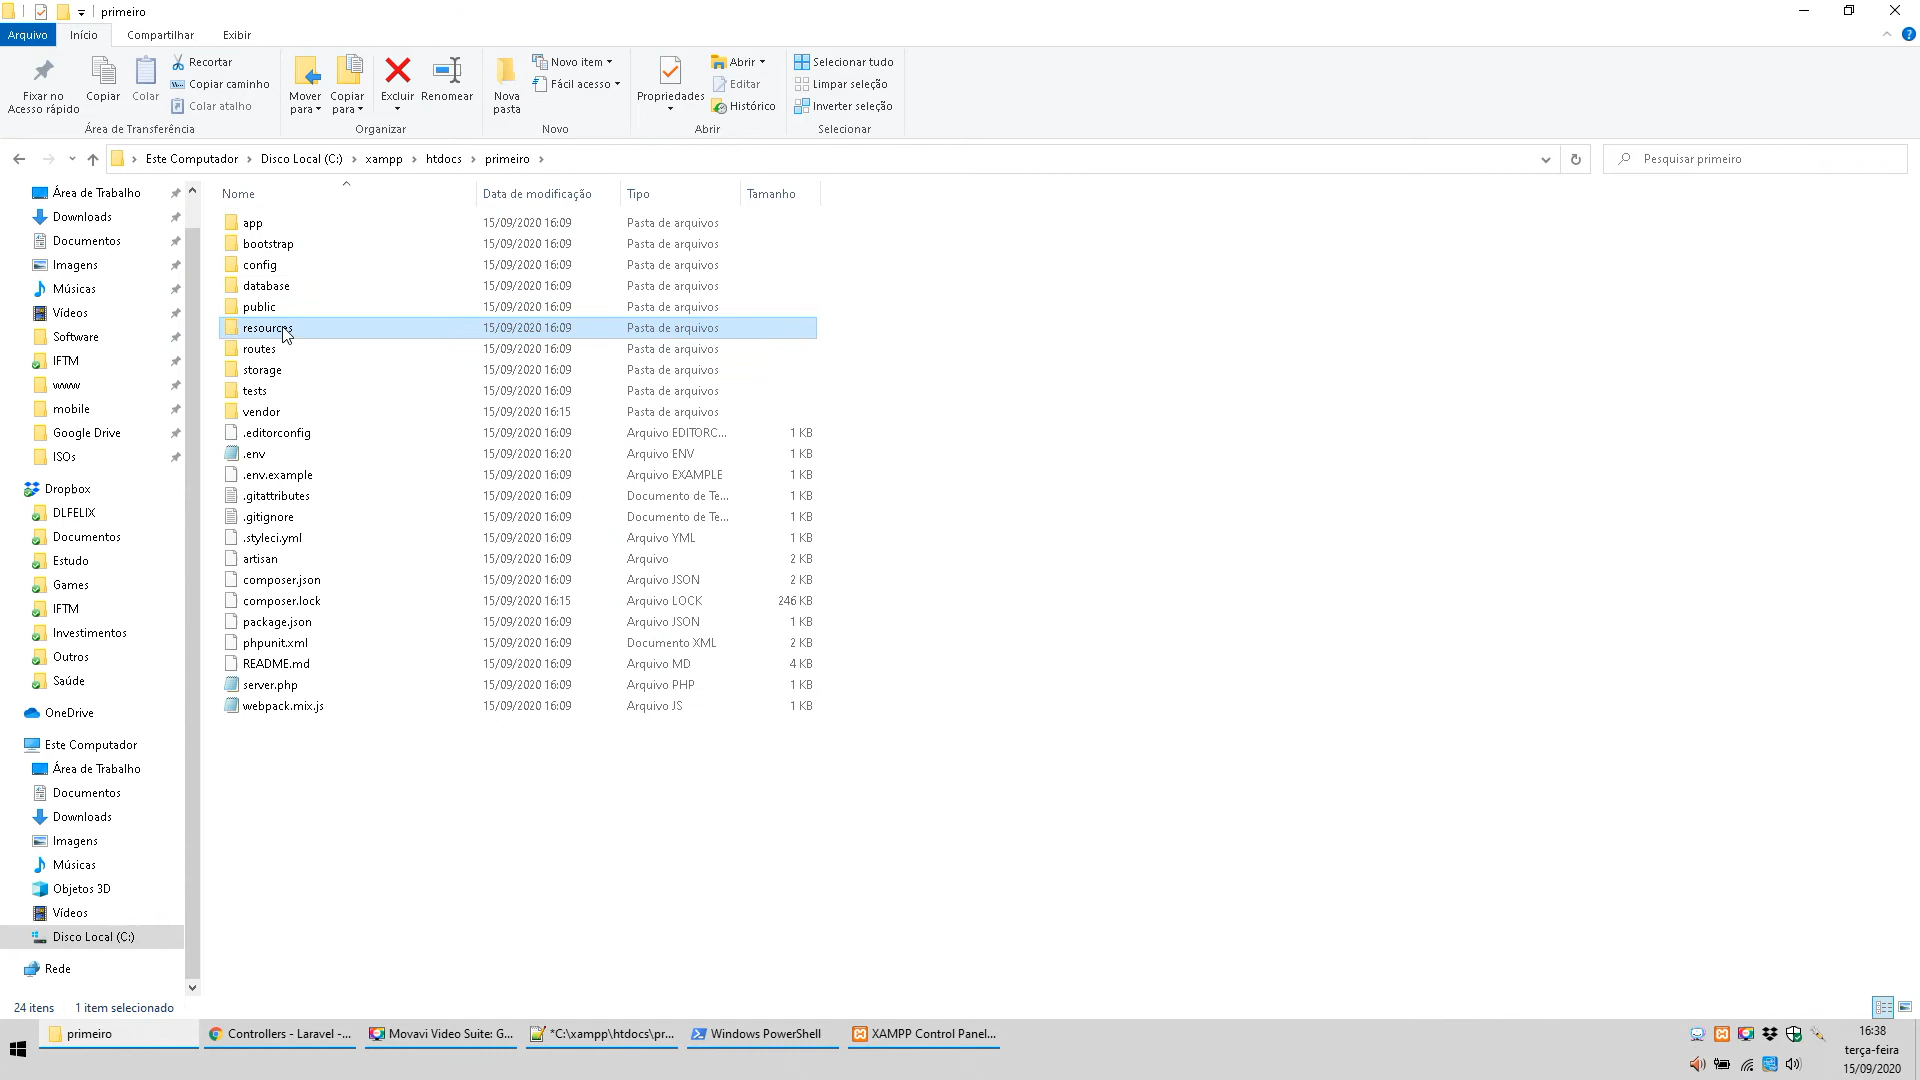 primeiro
Arquivo Início Compartilhar Exibir
Fixar no Acesso rápido
Copiar
Colar
Recortar
Copiar caminho
Colar atalho
Mover para
Copiar para
Excluir
Renomear
Nova pasta
Novo item
Fácil acesso
Propriedades
Abrir
Editar
Histórico
Selecionar tudo
Limpar seleção
Inverter seleção
Área de Transferência Organizar Novo Abrir Selecionar
Este Computador Disco Local (C:) xampp htdocs primeiro
Pesquisar primeiro
Área de Trabalho
Downloads
Documentos
Imagens
Músicas
Vídeos
Software
IFTM
www
mobile
Google Drive
ISOs
Dropbox
DLFELIX
Documentos
Estudo
Games
IFTM
Investimentos
Outros
Saúde
OneDrive
Este Computador
Área de Trabalho
Documentos
Downloads
Imagens
Músicas
Objetos 3D
Vídeos
Disco Local (C:)
Rede
Nome Data de modificação Tipo Tamanho
app 15/09/2020 16:09 Pasta de arquivos
bootstrap 15/09/2020 16:09 Pasta de arquivos
config 15/09/2020 16:09 Pasta de arquivos
database 15/09/2020 16:09 Pasta de arquivos
public 15/09/2020 16:09 Pasta de arquivos
resources 15/09/2020 16:09 Pasta de arquivos
routes 15/09/2020 16:09 Pasta de arquivos
storage 15/09/2020 16:09 Pasta de arquivos
tests 15/09/2020 16:09 Pasta de arquivos
vendor 15/09/2020 16:15 Pasta de arquivos
.editorconfig 15/09/2020 16:09 Arquivo EDITORC... 1 KB
.env 15/09/2020 16:20 Arquivo ENV 1 KB
.env.example 15/09/2020 16:09 Arquivo EXAMPLE 1 KB
.gitattributes 15/09/2020 16:09 Documento de Te... 1 KB
.gitignore 15/09/2020 16:09 Documento de Te... 1 KB
.styleci.yml 15/09/2020 16:09 Arquivo YML 1 KB
artisan 15/09/2020 16:09 Arquivo 2 KB
composer.json 15/09/2020 16:09 Arquivo JSON 2 KB
composer.lock 15/09/2020 16:15 Arquivo LOCK 246 KB
package.json 15/09/2020 16:09 Arquivo JSON 1 KB
phpunit.xml 15/09/2020 16:09 Documento XML 2 KB
README.md 15/09/2020 16:09 Arquivo MD 4 KB
server.php 15/09/2020 16:09 Arquivo PHP 1 KB
webpack.mix.js 15/09/2020 16:09 Arquivo JS 1 KB
24 itens 1 item selecionado
primeiro
Controllers - Laravel -...
Movavi Video Suite: G...
*C:\xampp\htdocs\pr...
Windows PowerShell
XAMPP Control Panel...
16:38
terça-feira
15/09/2020